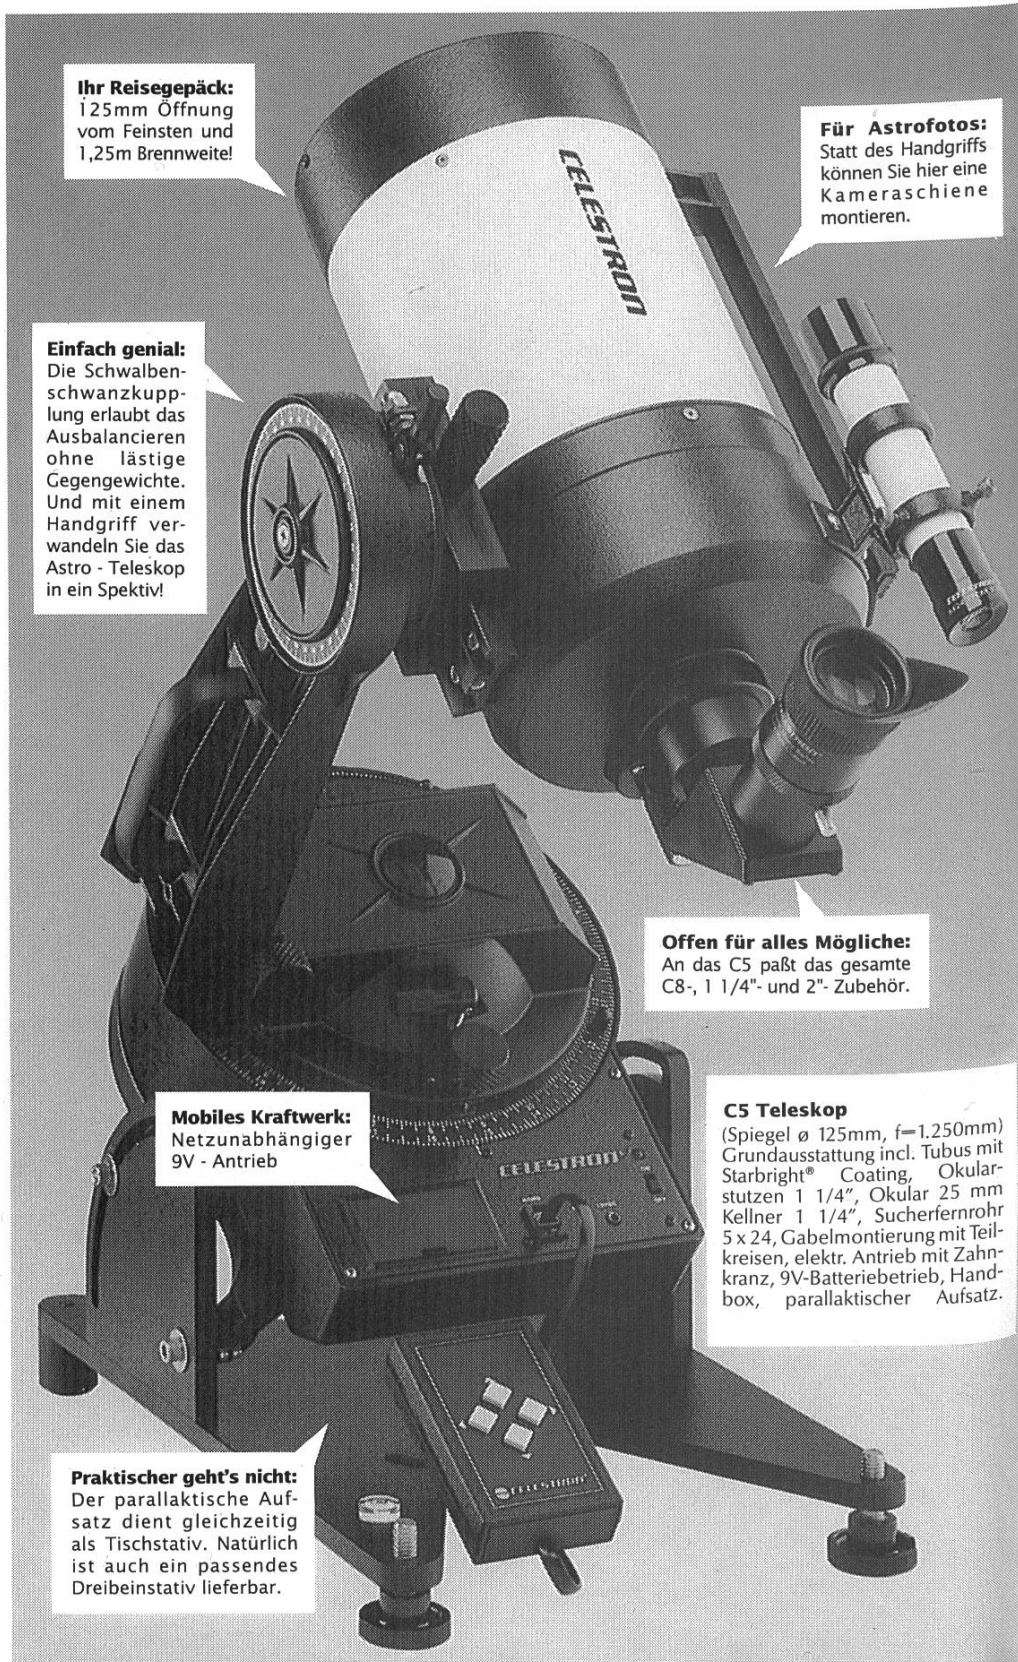 Ihr Reisegepäck:
125mm Öffnung
vom Feinsten und
1,25m Brennweite!
CELESTRON
Für Astrofotos:
Statt des Handgriffs
können Sie hier eine
Kameraschiene
montieren.
Einfach genial:
Die Schwalben-
schwanzkupp-
lung erlaubt das
Ausbalancieren
ohne lästige
Gegengewichte.
Und mit einem
Handgriff ver-
wandeln Sie das
Astro - Teleskop
in ein Spektiv!
CELESTRON
Offen für alles Mögliche:
An das C5 paßt das gesamte
C8-, 1 1/4"- und 2"- Zubehör.
Mobiles Kraftwerk:
Netzunabhängiger
9V - Antrieb
CELESTRON
C5 Teleskop
(Spiegel ø 125mm, f=1.250mm)
Grundausstattung incl. Tubus mit
Starbright® Coating, Okular-
stutzen 1 1/4", Okular 25 mm
Kellner 1 1/4", Sucherfernrohr
5 x 24, Gabelmontierung mit Teil-
kreisen, elektr. Antrieb mit Zahn-
kranz, 9V-Batteriebetrieb, Hand-
box, parallaktischer Aufsatz.
CELESTRON
Praktischer geht's nicht:
Der parallaktische Auf-
satz dient gleichzeitig
als Tischstativ. Natürlich
ist auch ein passendes
Dreibeinstativ lieferbar.